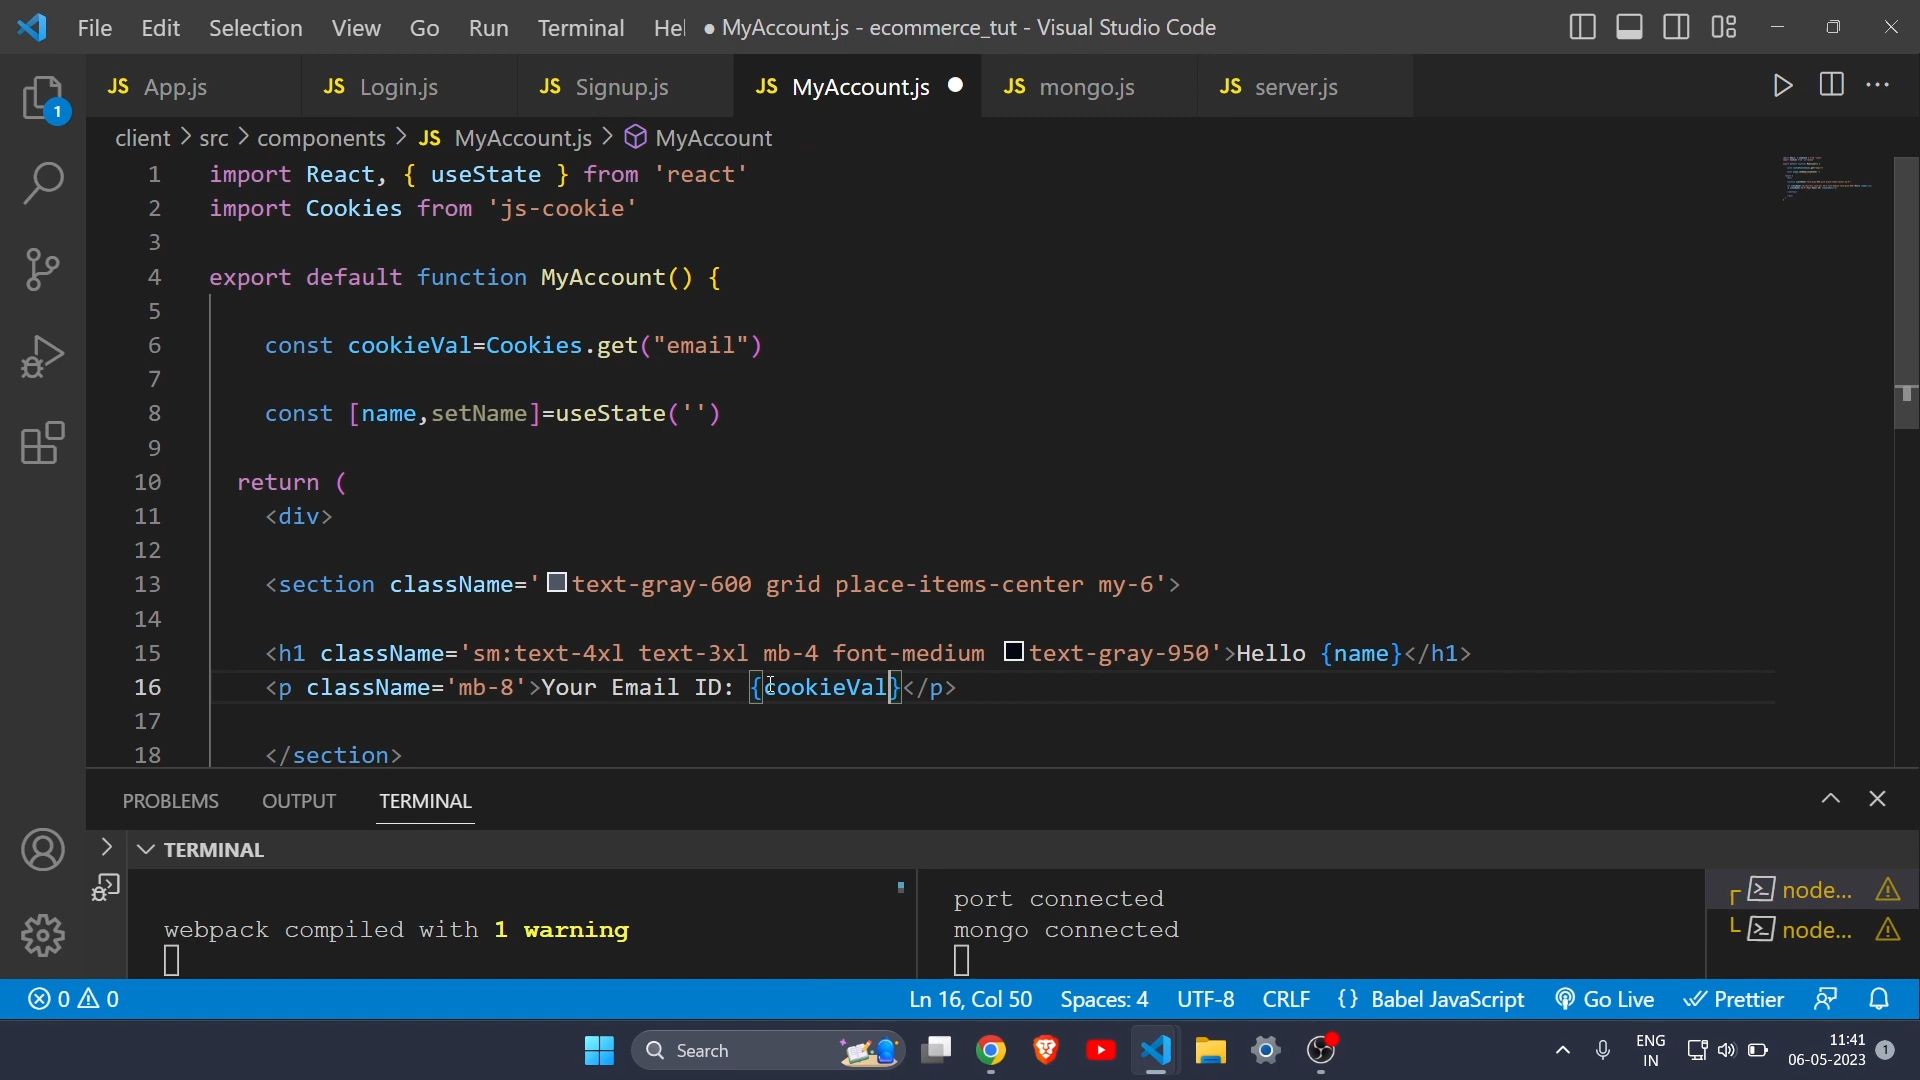 File Edit Selection View Go Run Terminal Hel ● MyAccount.js - ecommerce_tut - Visual Studio Code
JS App.js JS Login.js JS Signup.js JS MyAccount.js ● JS mongo.js JS server.js
1
client > src > components > JS MyAccount.js > MyAccount
1 import React, { useState } from 'react'
2 import Cookies from 'js-cookie'
3
4 export default function MyAccount() {
5
6 const cookieVal=Cookies.get("email")
7
8 const [name,setName]=useState('')
9
10 return (
11 <div>
12
13 <section className='text-gray-600 grid place-items-center my-6'>
14
15 <h1 className='sm:text-4xl text-3xl mb-4 font-medium text-gray-950'>Hello {name}</h1>
16 <p className='mb-8'>Your Email ID: {cookieVal}</p>
17
18 </section>
PROBLEMS OUTPUT TERMINAL
TERMINAL
port connected
node...
webpack compiled with 1 warning
mongo connected
node...
0 0 Ln 16, Col 50 Spaces: 4 UTF-8 CRLF {} Babel JavaScript Go Live Prettier
Search
ENG
IN
11:41
06-05-2023
1